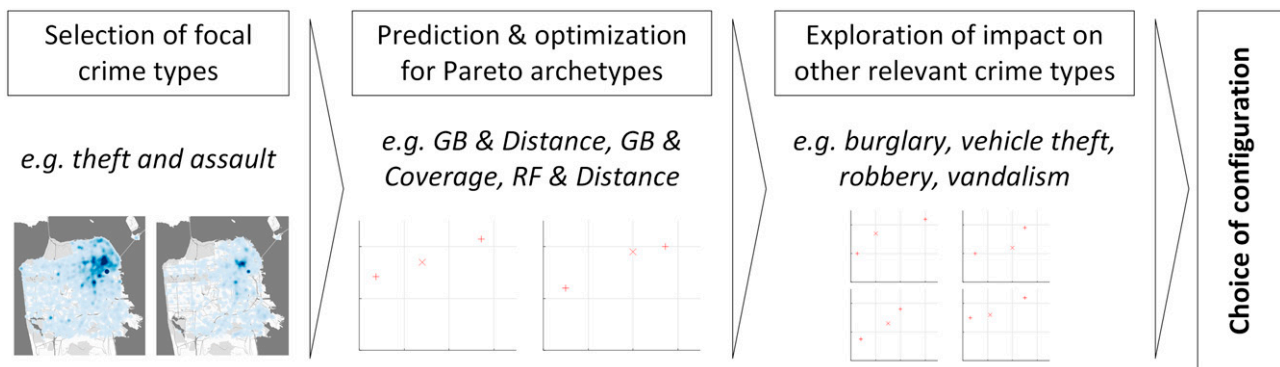 Selection of focal
crime types
e.g. theft and assault
Prediction & optimization
for Pareto archetypes
e.g. GB & Distance, GB &
Coverage, RF & Distance
Exploration of impact on
other relevant crime types
e.g. burglary, vehicle theft,
robbery, vandalism
Choice of configuration